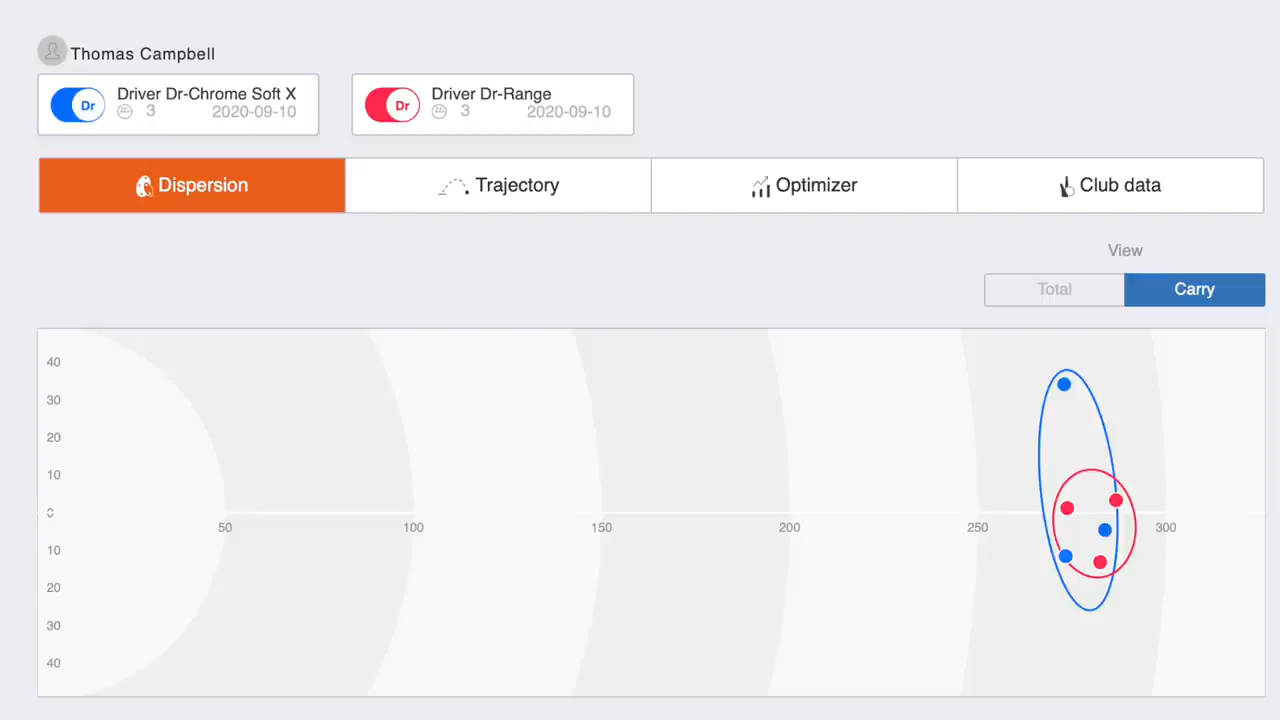 Thomas Campbell
Dr Driver Dr-Chrome Soft X
3 2020-09-10
Dr Driver Dr-Range
3 2020-09-10
Dispersion Trajectory Optimizer Club data
View
Total Carry
40
30
20
10
0
50 100 150 200 250 300
10
20
30
40